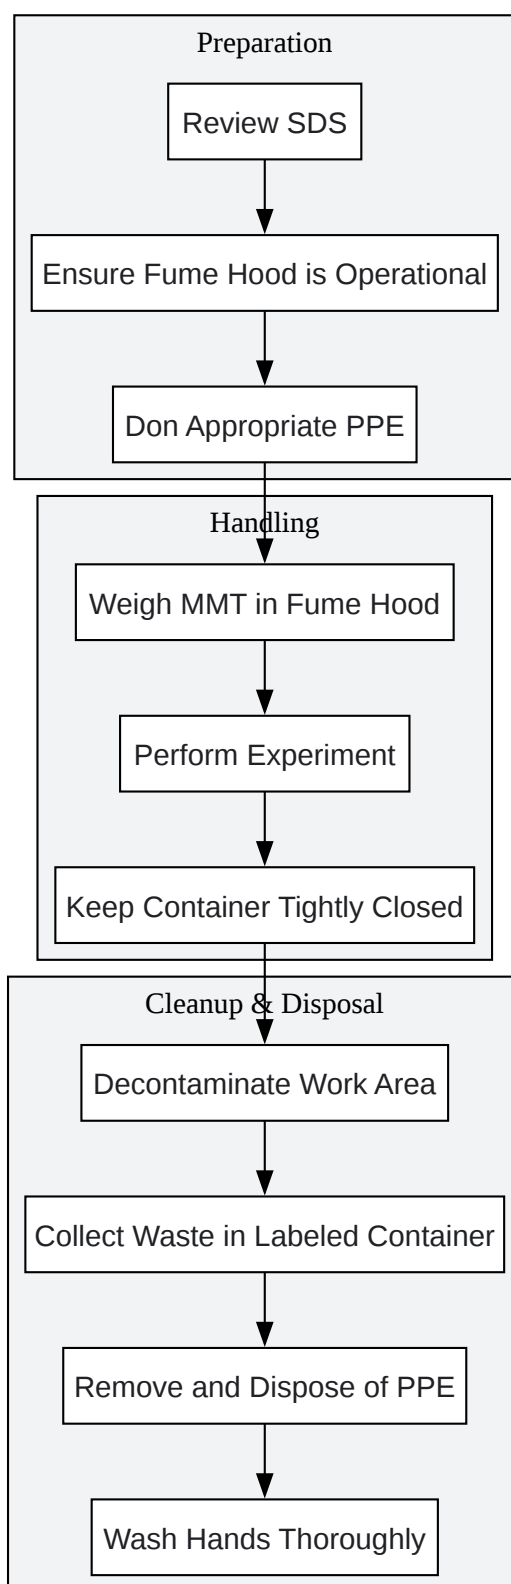 Preparation
Review SDS
Ensure Fume Hood is Operational
Don Appropriate PPE
Handling
Weigh MMT in Fume Hood
Perform Experiment
Keep Container Tightly Closed
Cleanup & Disposal
Decontaminate Work Area
Collect Waste in Labeled Container
Remove and Dispose of PPE
Wash Hands Thoroughly